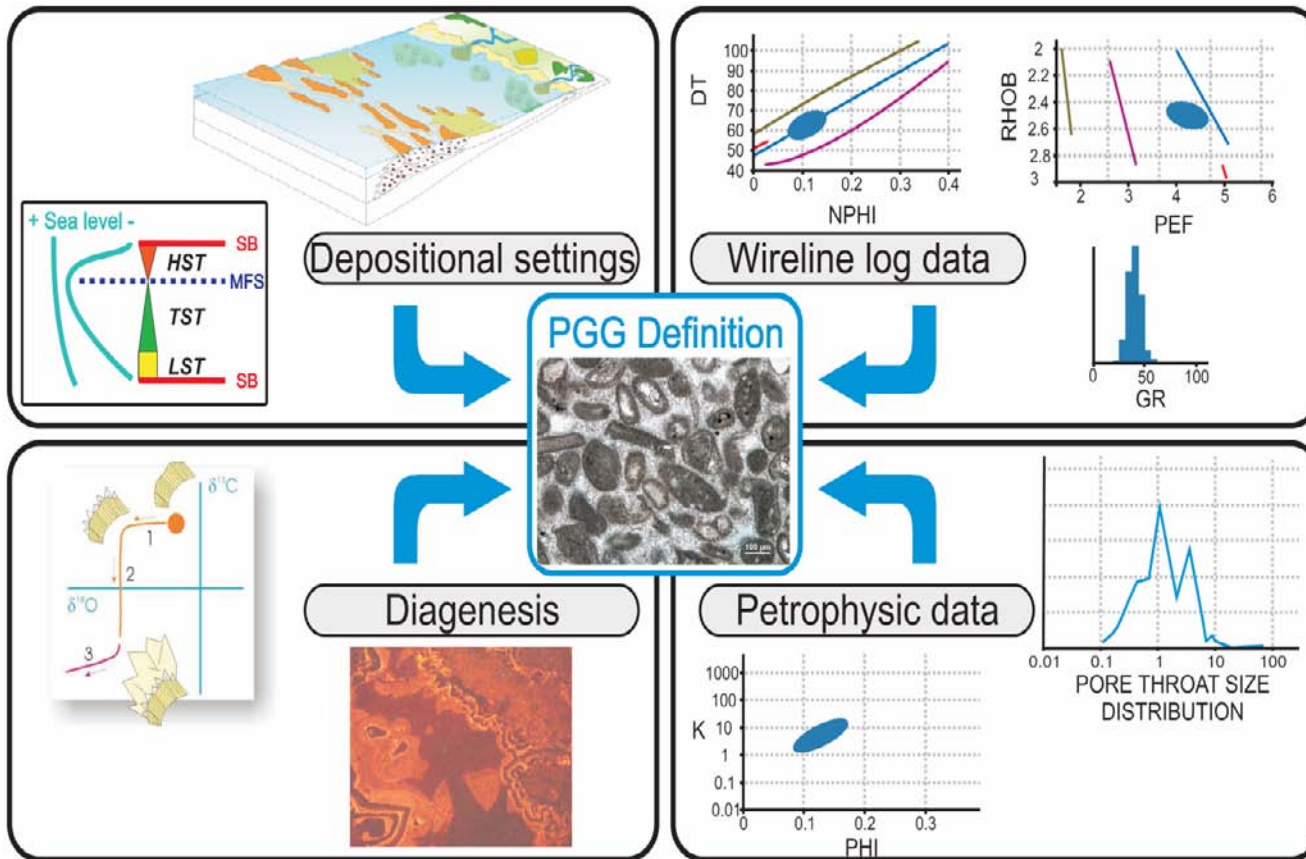 + Sea level -
SB
HST
MFS
TST
LST
SB
Depositional settings
DT
100
90
80
70
60
50
40
0 0.1 0.2 0.3 0.4
NPHI
RHOB
2
2.2
2.4
2.6
2.8
3
2 3 4 5 6
PEF
Wireline log data
0 50 100
GR
PGG Definition
100 µm
δ¹³C
1
2
δ¹⁸O
3
Diagenesis
Petrophysic data
K
1000
100
10
1
0.1
0.01
0 0.1 0.2 0.3
PHI
0.01 0.1 1 10 100
PORE THROAT SIZE
DISTRIBUTION